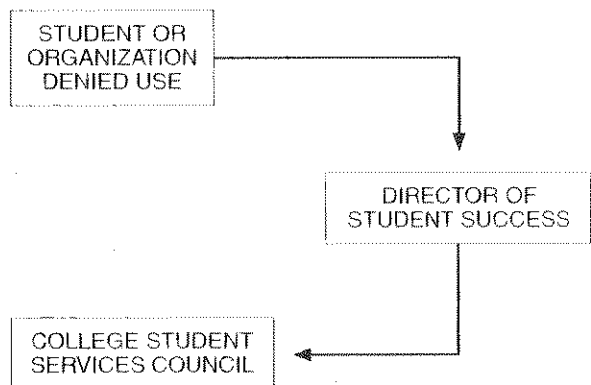 STUDENT OR
ORGANIZATION
DENIED USE
DIRECTOR OF
STUDENT SUCCESS
COLLEGE STUDENT
SERVICES COUNCIL